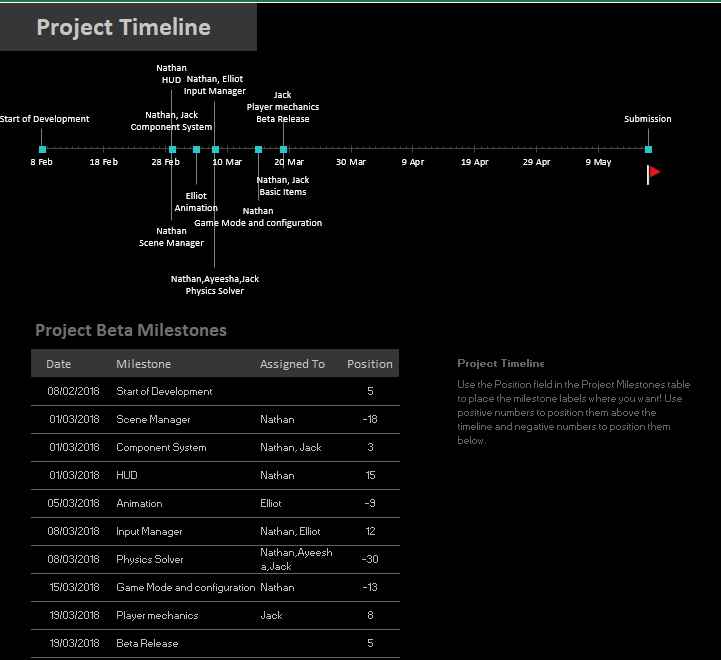 Project Timeline
Nathan
HUD
Nathan, Elliot
Input Manager
Jack
Player mechanics
Beta Release
Start of Development
Nathan, Jack
Component System
Submission
8 Feb 18 Feb 28 Feb 10 Mar 20 Mar 30 Mar 9 Apr 19 Apr 29 Apr 9 May
Nathan, Jack
Basic Items
Elliot
Animation
Nathan
Game Mode and configuration
Nathan
Scene Manager
Nathan,Ayeesha,Jack
Physics Solver
Project Beta Milestones
Date Milestone Assigned To Position
08/02/2018 Start of Development 5
01/03/2018 Scene Manager Nathan -18
01/03/2018 Component System Nathan, Jack 3
01/03/2018 HUD Nathan 15
05/03/2018 Animation Elliot -9
08/03/2018 Input Manager Nathan, Elliot 12
08/03/2018 Physics Solver Nathan,Ayeesh
a,Jack -30
15/03/2018 Game Mode and configuration Nathan -13
19/03/2018 Player mechanics Jack 8
19/03/2018 Beta Release 5
Project Timeline
Use the Position field in the Project Milestones table
to place the milestone labels where you want! Use
positive numbers to position them above the
timeline and negative numbers to position them
below.